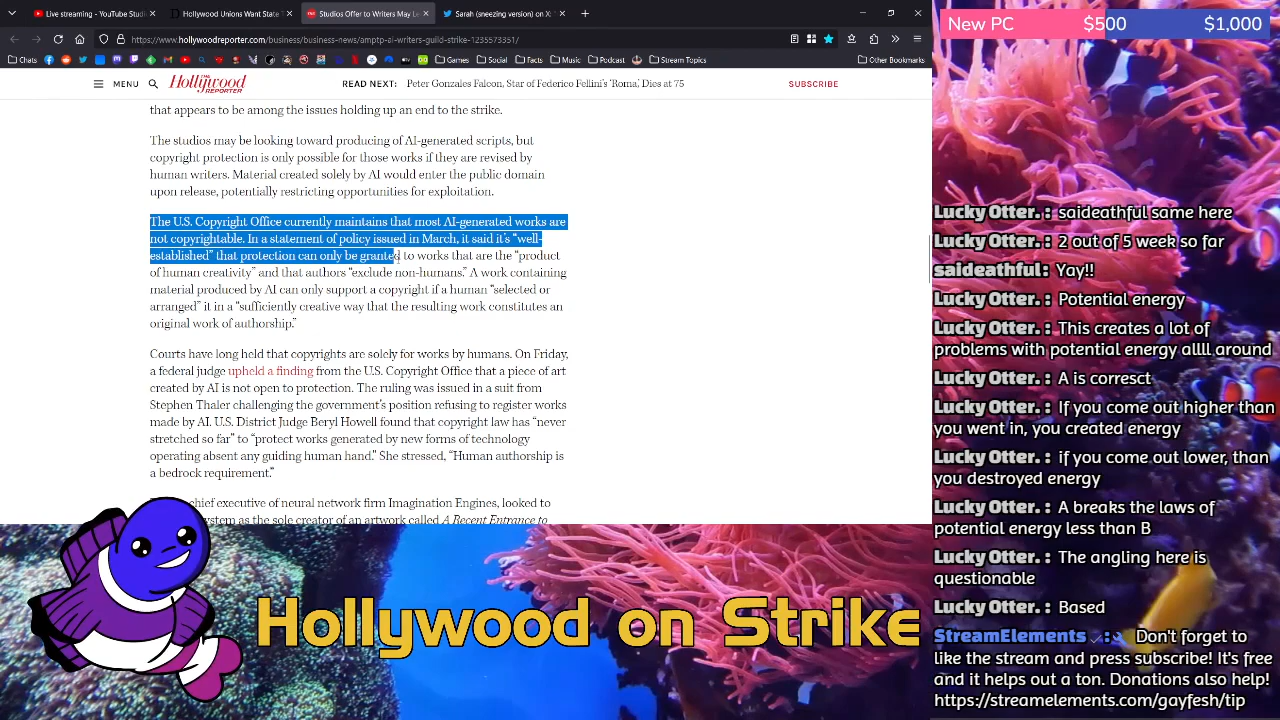 Live streaming - YouTube Studi
Hollywood Unions Want State T
Studios Offer to Writers May Le
Sarah (sneezing version) on X
https://www.hollywoodreporter.com/business/business-news/amptp-ai-writers-guild-strike-1235573351/
Chats
Games
Social
Facts
Music
Podcast
Stream Topics
Other Bookmarks
MENU
THE Hollywood REPORTER
READ NEXT: Peter Gonzales Falcon, Star of Federico Fellini's 'Roma,' Dies at 75
SUBSCRIBE
that appears to be among the issues holding up an end to the strike.
The studios may be looking toward producing of AI-generated scripts, but
copyright protection is only possible for those works if they are revised by
human writers. Material created solely by AI would enter the public domain
upon release, potentially restricting opportunities for exploitation.
The U.S. Copyright Office currently maintains that most AI-generated works are
not copyrightable. In a statement of policy issued in March, it said it's “well-
established” that protection can only be granted to works that are the “product
of human creativity” and that authors “exclude non-humans.” A work containing
material produced by AI can only support a copyright if a human “selected or
arranged” it in a “sufficiently creative way that the resulting work constitutes an
original work of authorship.”
Courts have long held that copyrights are solely for works by humans. On Friday,
a federal judge upheld a finding from the U.S. Copyright Office that a piece of art
created by AI is not open to protection. The ruling was issued in a suit from
Stephen Thaler challenging the government's position refusing to register works
made by AI. U.S. District Judge Beryl Howell found that copyright law has “never
stretched so far” to “protect works generated by new forms of technology
operating absent any guiding human hand.” She stressed, “Human authorship is
a bedrock requirement.”
chief executive of neural network firm Imagination Engines, looked to
system as the sole creator of an artwork called A Recent Entrance to
Hollywood on Strike
New PC $500 $1,000
Lucky Otter. : saideathful same here
Lucky Otter. : 2 out of 5 week so far
saideathful: Yay!!
Lucky Otter. : Potential energy
Lucky Otter. : This creates a lot of
problems with potential energy allll around
Lucky Otter. : A is corresct
Lucky Otter. : If you come out higher than
you went in, you created energy
Lucky Otter. : if you come out lower, than
you destroyed energy
Lucky Otter. : A breaks the laws of
potential energy less than B
Lucky Otter. : The angling here is
questionable
Lucky Otter. : Based
StreamElements : Don't forget to
like the stream and press subscribe! It's free
and it helps out a ton. Donations also help!
https://streamelements.com/gayfesh/tip